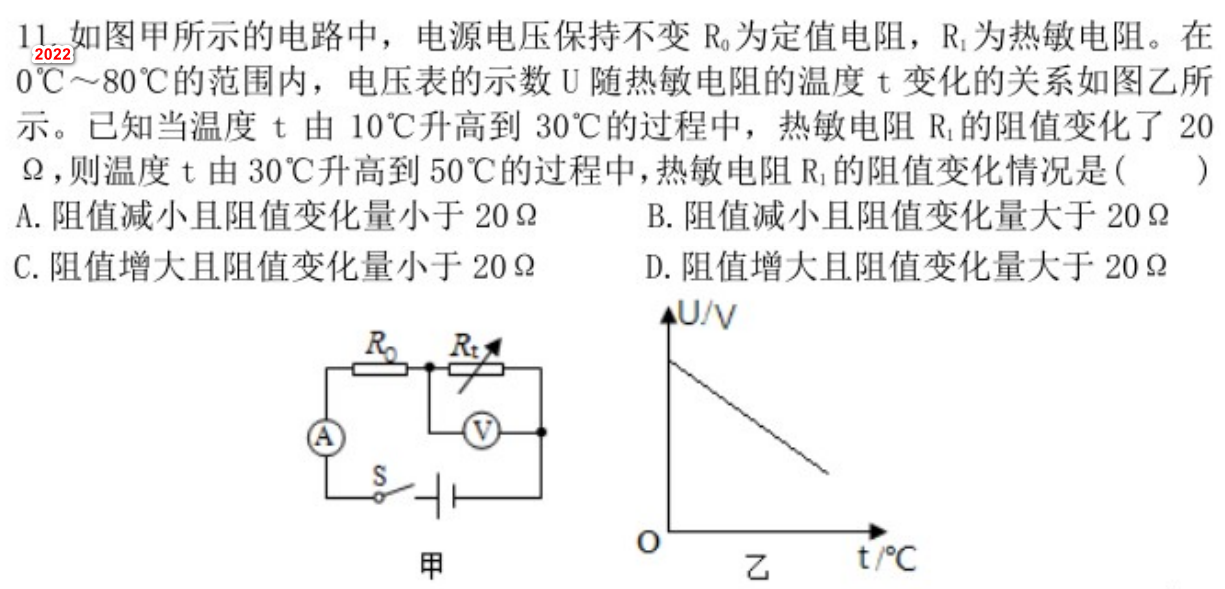 11. 如图甲所示的电路中，电源电压保持不变 R₀为定值电阻，Rₜ为热敏电阻。在
2022
0℃～80℃的范围内，电压表的示数 U 随热敏电阻的温度 t 变化的关系如图乙所
示。已知当温度 t 由 10℃升高到 30℃的过程中，热敏电阻 Rₜ的阻值变化了 20
Ω,则温度 t 由 30℃升高到 50℃的过程中,热敏电阻 Rₜ的阻值变化情况是(　　)
A. 阻值减小且阻值变化量小于 20Ω　　B. 阻值减小且阻值变化量大于 20Ω
C. 阻值增大且阻值变化量小于 20Ω　　D. 阻值增大且阻值变化量大于 20Ω
U/V
R₀ Rₜ
A V
S
O t/℃
甲 乙